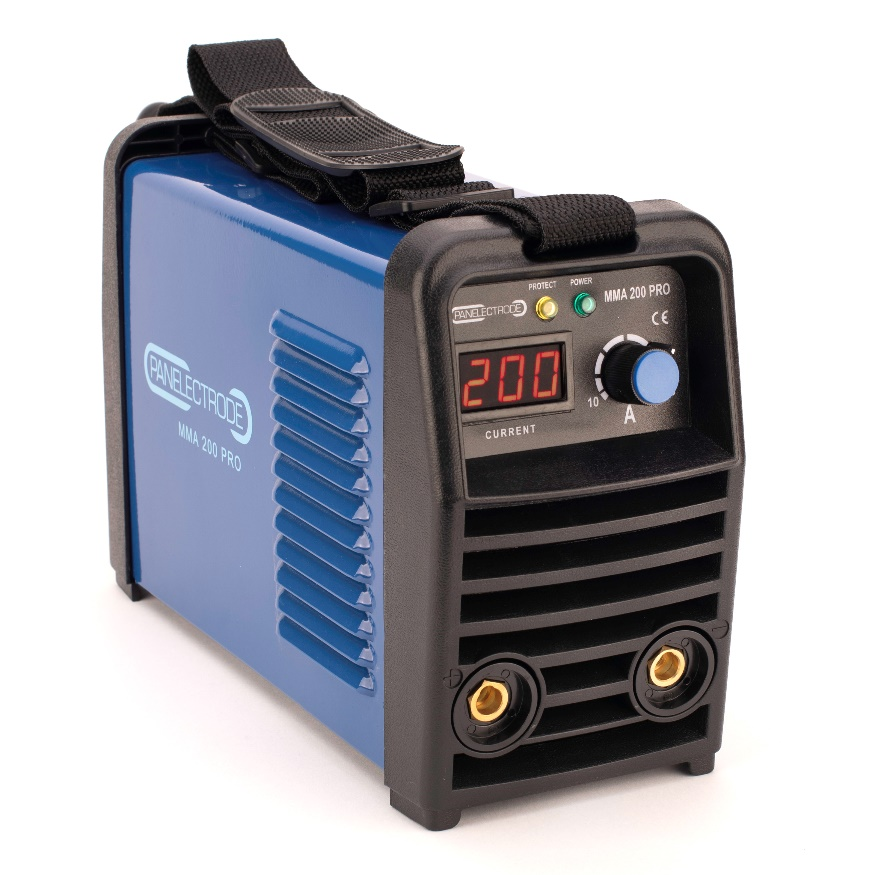 PROTECT POWER
PANELECTRODE
MMA 200 PRO
CE
200
CURRENT
10
A
PANELECTRODE
MMA 200 PRO
+
-